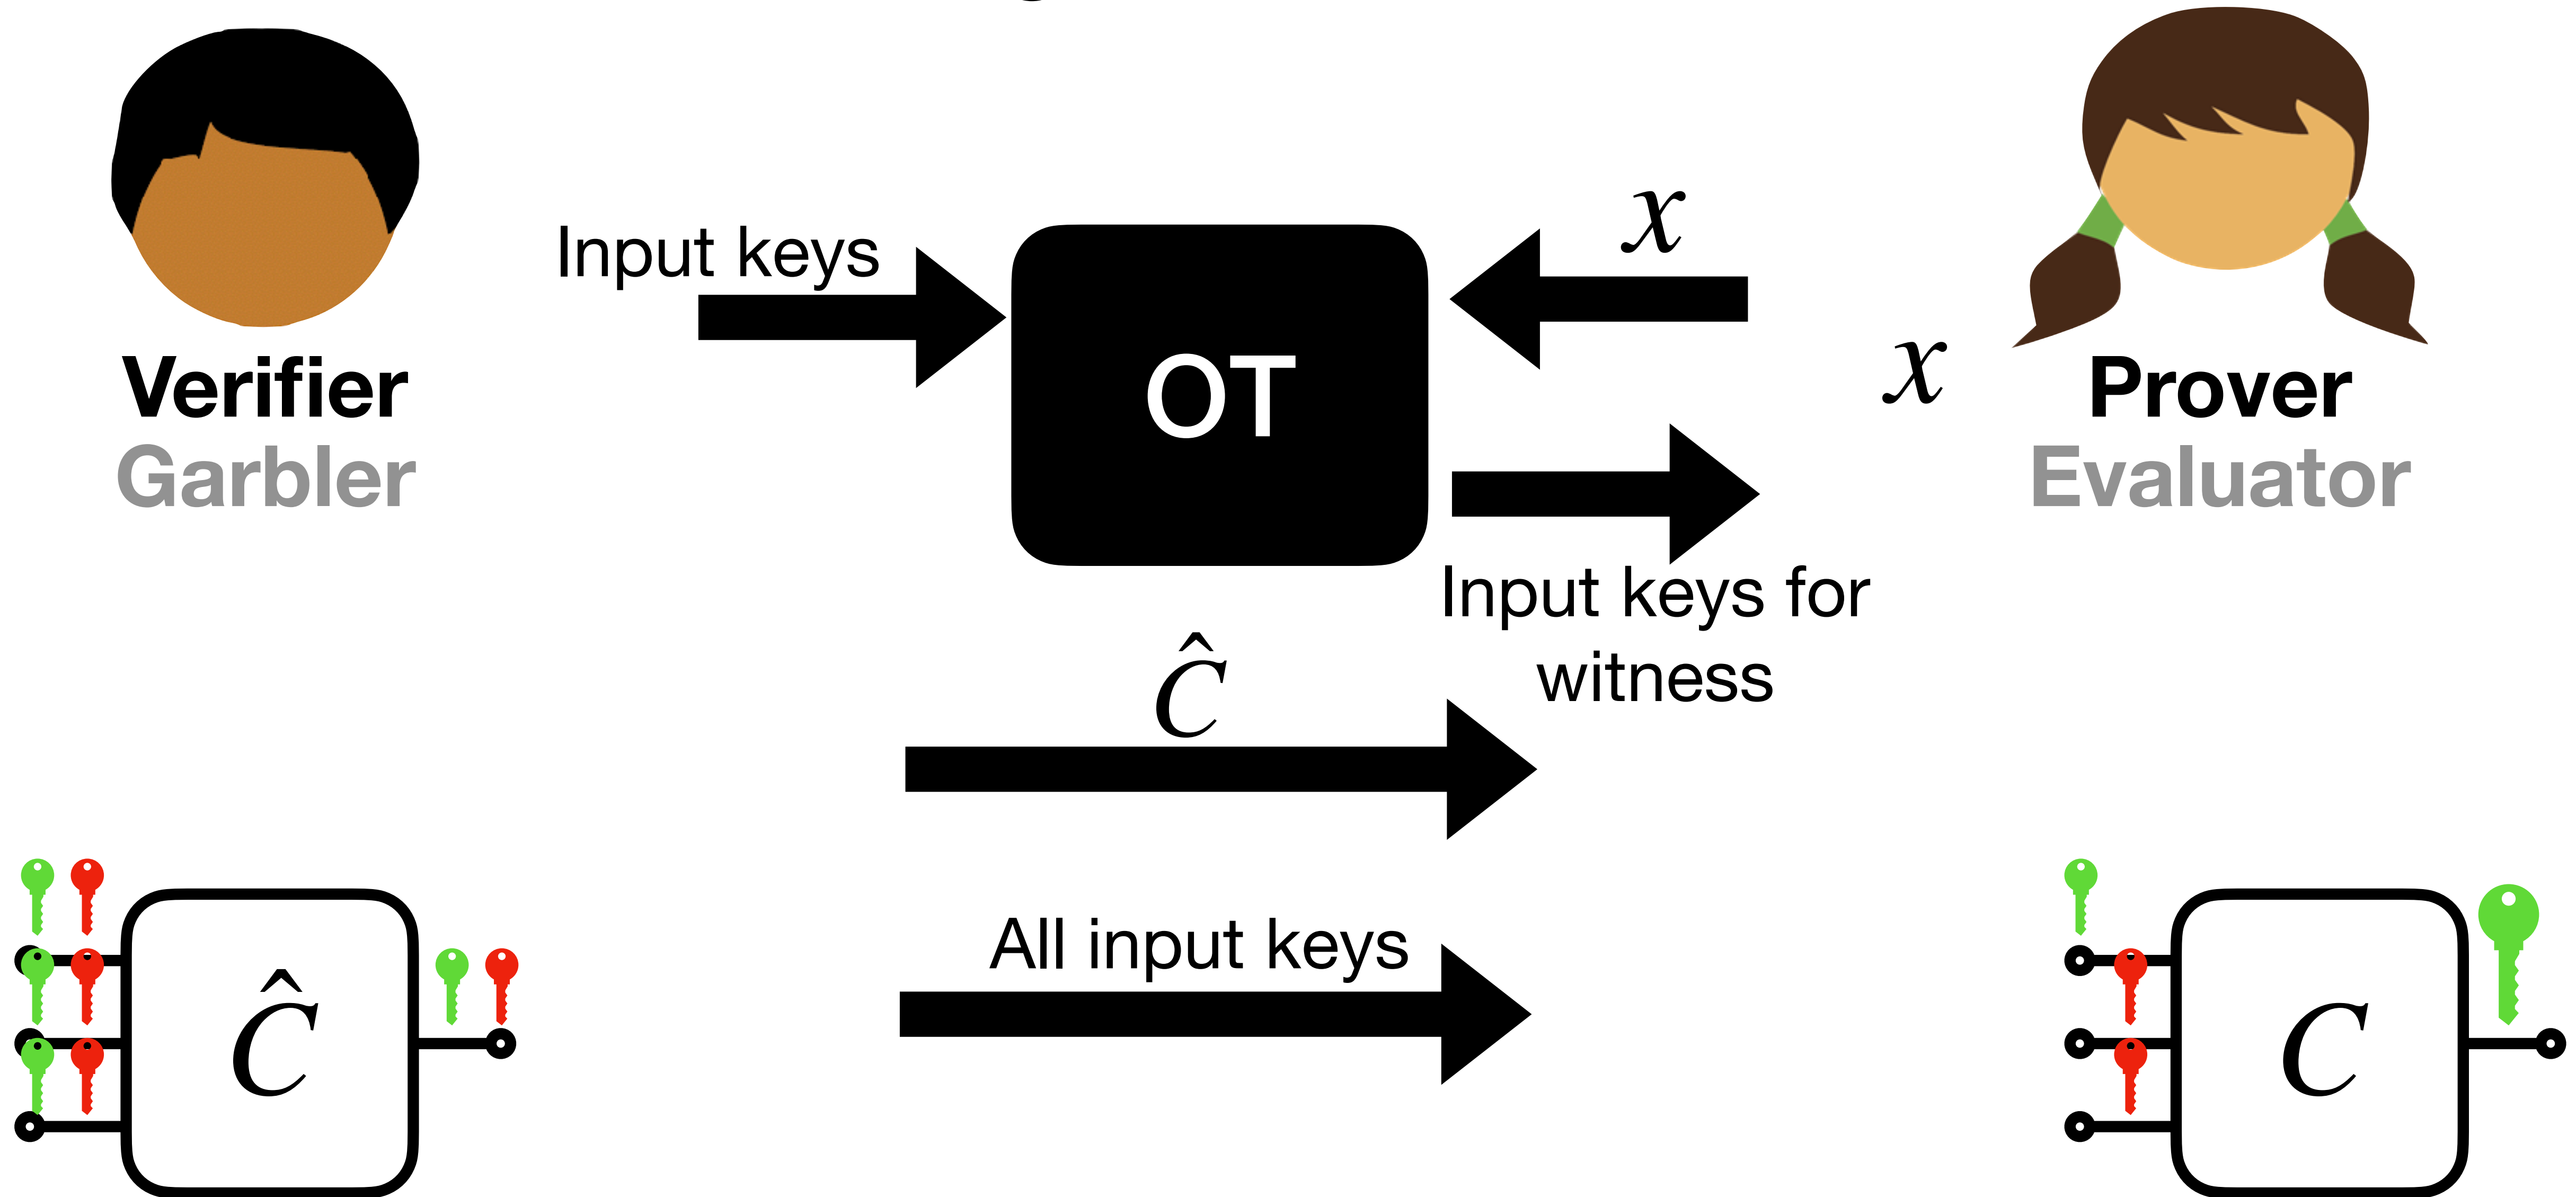 Input keys
x
OT
x
Verifier
Garbler
Prover
Evaluator
Input keys for
witness
Ĉ
All input keys
Ĉ
C